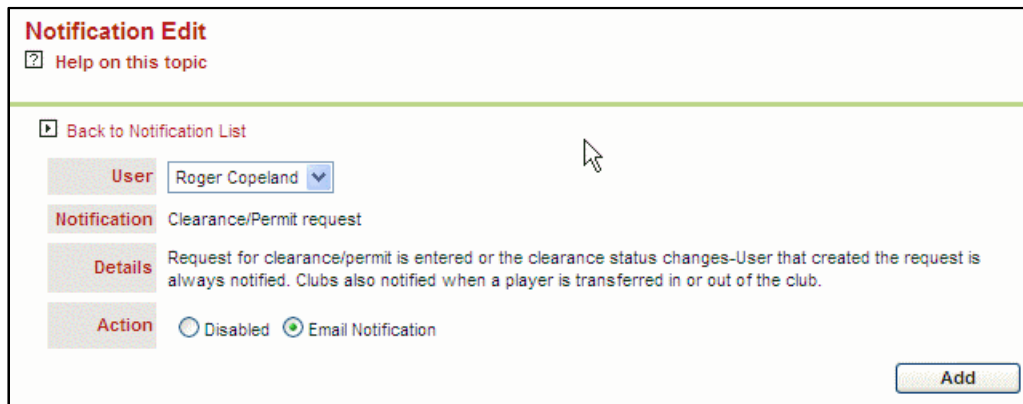 Notification Edit
? Help on this topic
Back to Notification List
User Roger Copeland
Notification Clearance/Permit request
Details Request for clearance/permit is entered or the clearance status changes-User that created the request is
always notified. Clubs also notified when a player is transferred in or out of the club.
Action Disabled Email Notification
Add